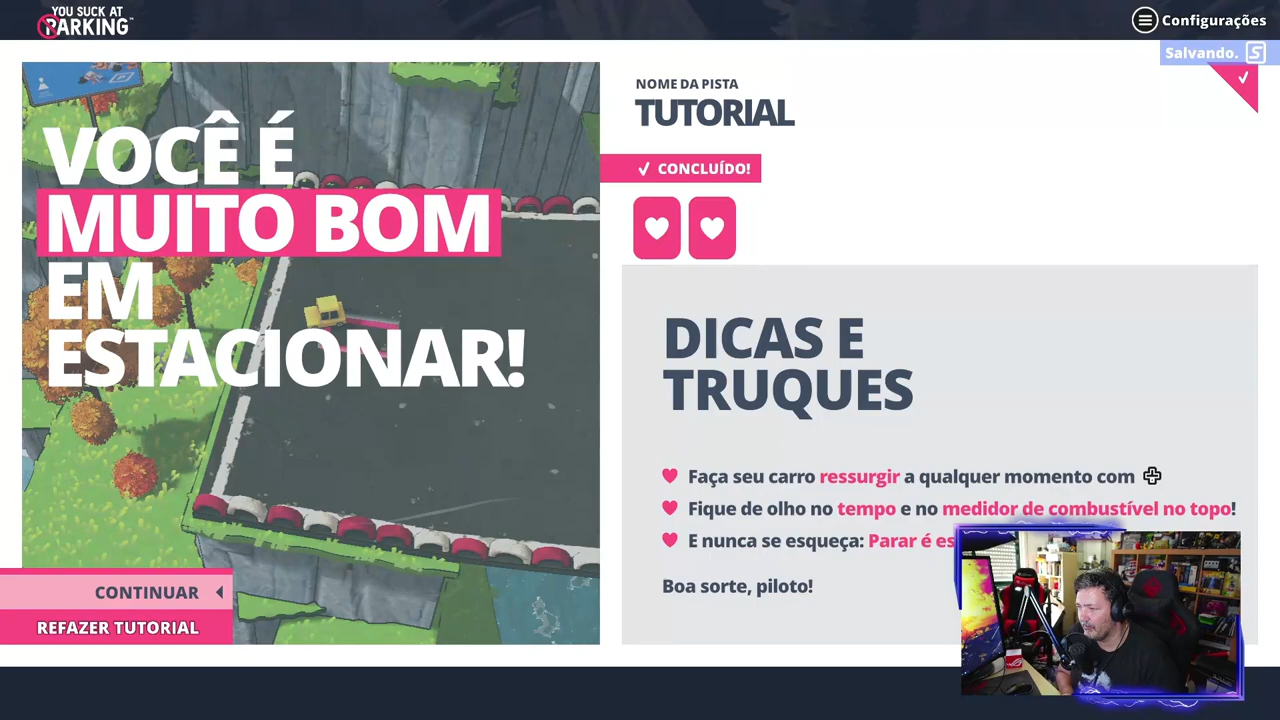 YOU SUCK AT
PARKING™
Configurações
Salvando.
VOCÊ É
MUITO BOM
EM
ESTACIONAR!
CONTINUAR
REFAZER TUTORIAL
NOME DA PISTA
TUTORIAL
CONCLUÍDO!
DICAS E
TRUQUES
Faça seu carro ressurgir a qualquer momento com
Fique de olho no tempo e no medidor de combustível no topo!
E nunca se esqueça: Parar é
Boa sorte, piloto!